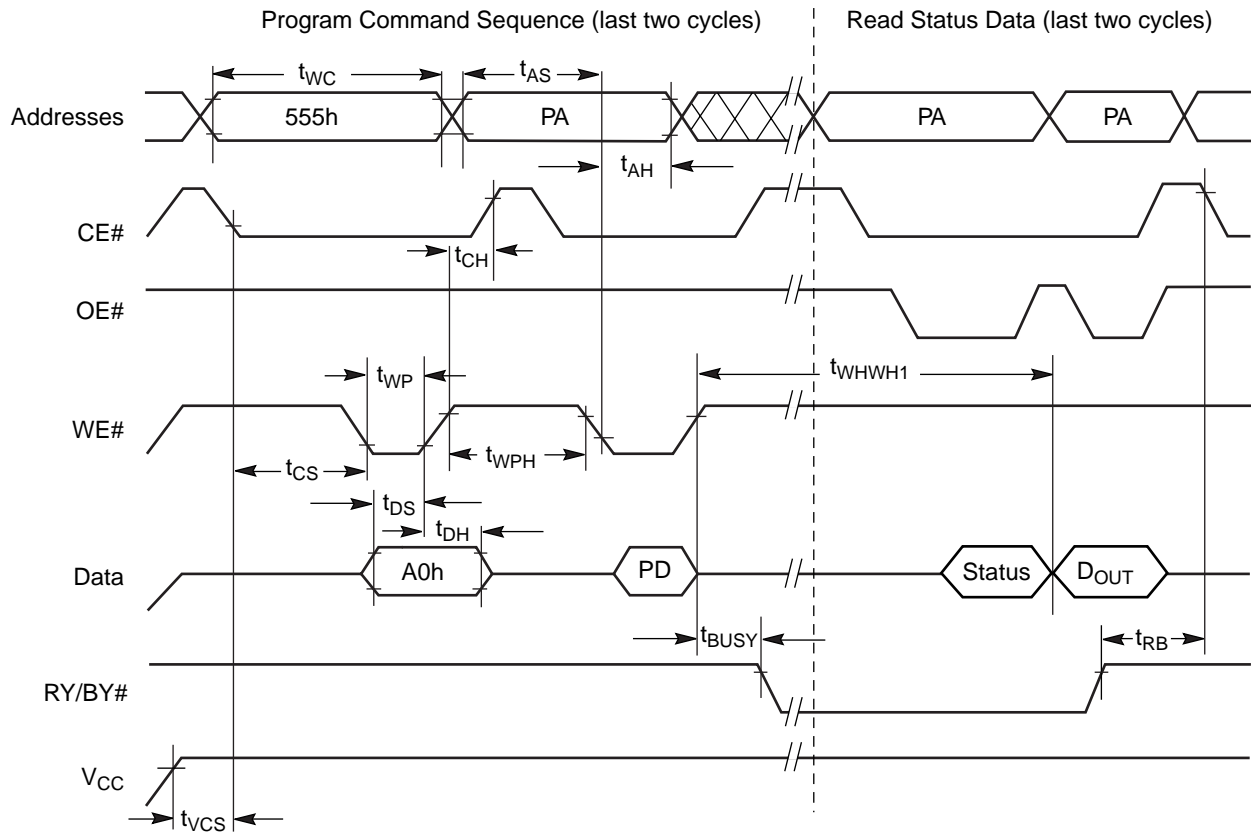 Program Command Sequence (last two cycles)
Read Status Data (last two cycles)
tWC
tAS
Addresses
555h
PA
PA
PA
tAH
CE#
tCH
OE#
tWHWH1
tWP
WE#
tWPH
tCS
tDS
tDH
Data
A0h
PD
Status
DOUT
tBUSY
tRB
RY/BY#
VCC
tVCS